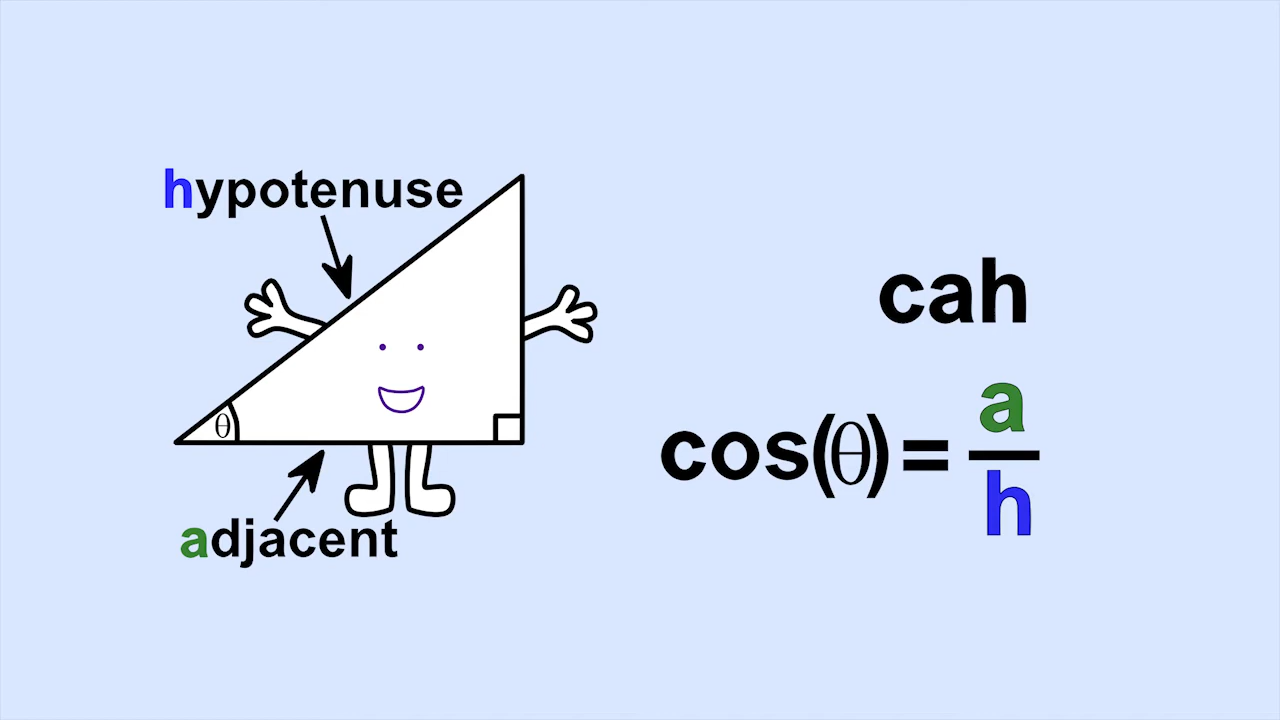 hypotenuse
θ
adjacent
cah
cos(θ) = a/h